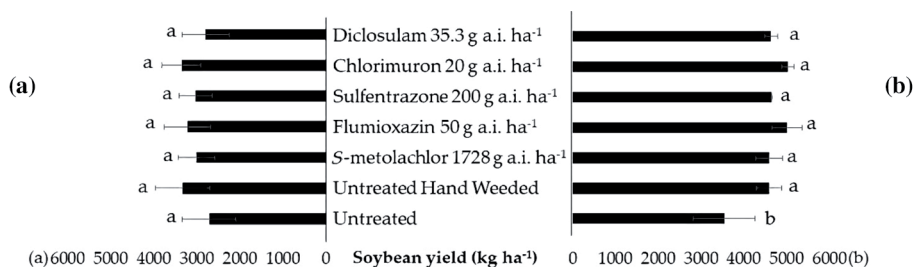 a Diclosulam 35.3 g a.i. ha-1 a
a Chlorimuron 20 g a.i. ha-1 a
(a) (b)
a Sulfentrazone 200 g a.i. ha-1 a
a Flumioxazin 50 g a.i. ha-1 a
a S-metolachlor 1728 g a.i. ha-1 a
a Untreated Hand Weeded a
a Untreated b
(a) 6000 5000 4000 3000 2000 1000 0 Soybean yield (kg ha-1) 0 1000 2000 3000 4000 5000 6000 (b)